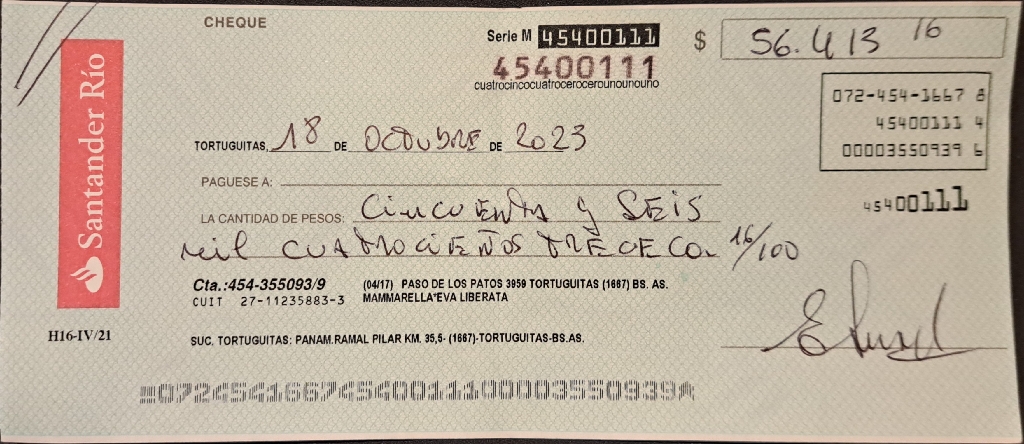 CHEQUE
Serie M 45400111
$ 56.413 16
45400111
cuatrocincocuatrocerocerounounouno
072-454-1667 8
45400111 4
00003550939 6
45400111
Santander Río
TORTUGUITAS, 18 DE OCTUBRE DE 2023
PAGUESE A:
LA CANTIDAD DE PESOS: CINCUENTA y SEIS
mil CUATROCIENTOS TRECE CON 16/100
Cta.:454-355093/9 (04/17) PASO DE LOS PATOS 3959 TORTUGUITAS (1667) BS. AS.
CUIT 27-11235883-3 MAMMARELLA*EVA LIBERATA
H16-IV/21
SUC. TORTUGUITAS: PANAM.RAMAL PILAR KM. 35,5- (1667)-TORTUGUITAS-BS.AS.
07245416674540011100003550939